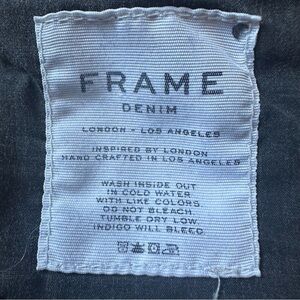 FRAME
DENIM
LONDON - LOS ANGELES
INSPIRED BY LONDON
HAND CRAFTED IN LOS ANGELES
WASH INSIDE OUT
IN COLD WATER
WITH LIKE COLORS
DO NOT BLEACH.
TUMBLE DRY LOW.
INDIGO WILL BLEED